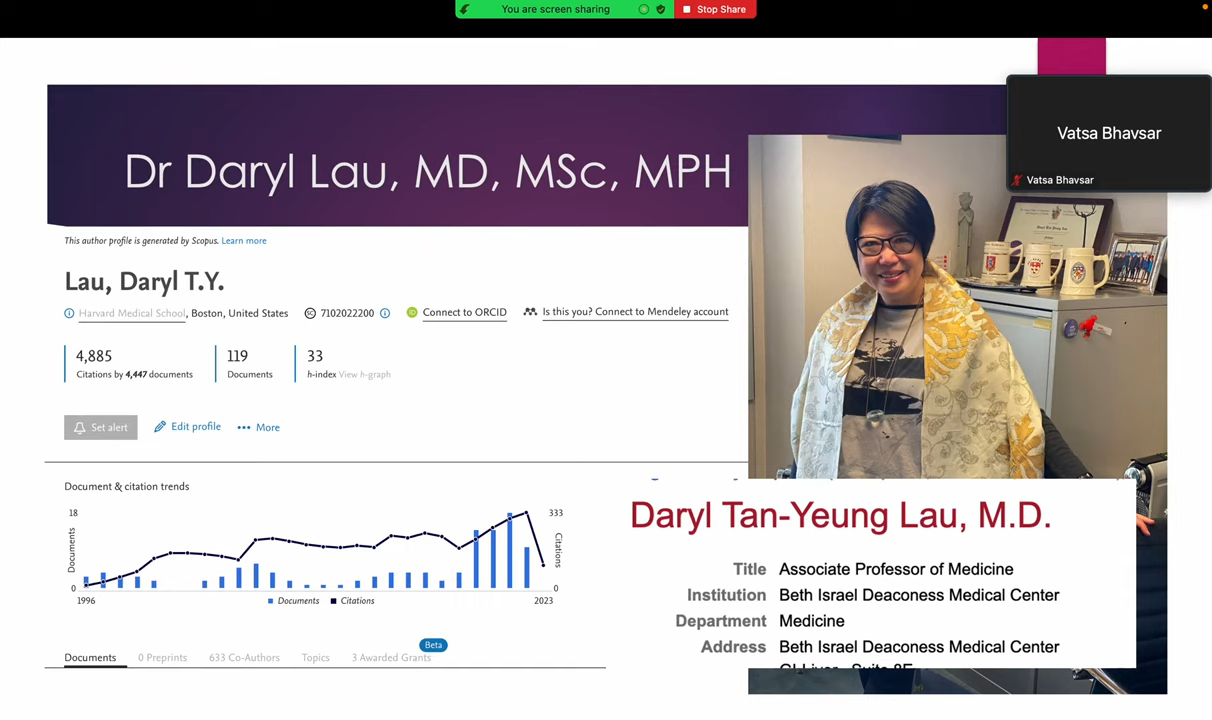 You are screen sharing
Stop Share
Vatsa Bhavsar
Vatsa Bhavsar
Dr Daryl Lau, MD, MSc, MPH
This author profile is generated by Scopus. Learn more
Lau, Daryl T.Y.
Harvard Medical School, Boston, United States SC 7102022200 iD Connect to ORCID Is this you? Connect to Mendeley account
4,885 119 33
Citations by 4,447 documents Documents h-index View h-graph
Set alert Edit profile More
Document & citation trends
18 333
Documents
Citations
0 0
1996 2023
Documents Citations
Beta
Documents 0 Preprints 633 Co-Authors Topics 3 Awarded Grants
Daryl Tan-Yeung Lau, M.D.
Title Associate Professor of Medicine
Institution Beth Israel Deaconess Medical Center
Department Medicine
Address Beth Israel Deaconess Medical Center